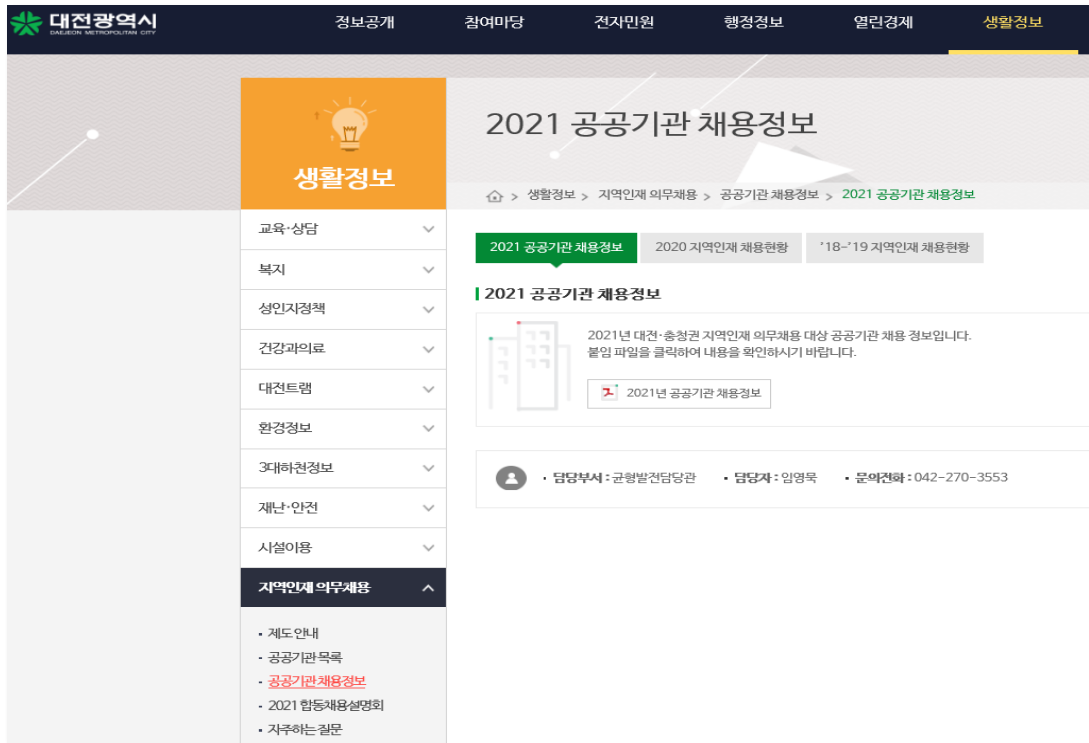 대전광역시
DAEJEON METROPOLITAN CITY
정보공개 참여마당 전자민원 행정정보 열린경제 생활정보
생활정보
2021 공공기관 채용정보
> 생활정보 > 지역인재 의무채용 > 공공기관 채용정보 > 2021 공공기관 채용정보
교육·상담
복지
성인지정책
건강과의료
대전트램
환경정보
3대하천정보
재난·안전
시설이용
지역인재 의무채용
• 제도안내
• 공공기관 목록
• 공공기관 채용정보
• 2021 합동채용설명회
• 자주하는 질문
2021 공공기관 채용정보 2020 지역인재 채용현황 '18-'19 지역인재 채용현황
2021 공공기관 채용정보
2021년 대전·충청권 지역인재 의무채용 대상 공공기관 채용 정보입니다.
붙임 파일을 클릭하여 내용을 확인하시기 바랍니다.
2021년 공공기관 채용정보
• 담당부서 : 균형발전담당관 • 담당자 : 임영묵 • 문의전화 : 042-270-3553